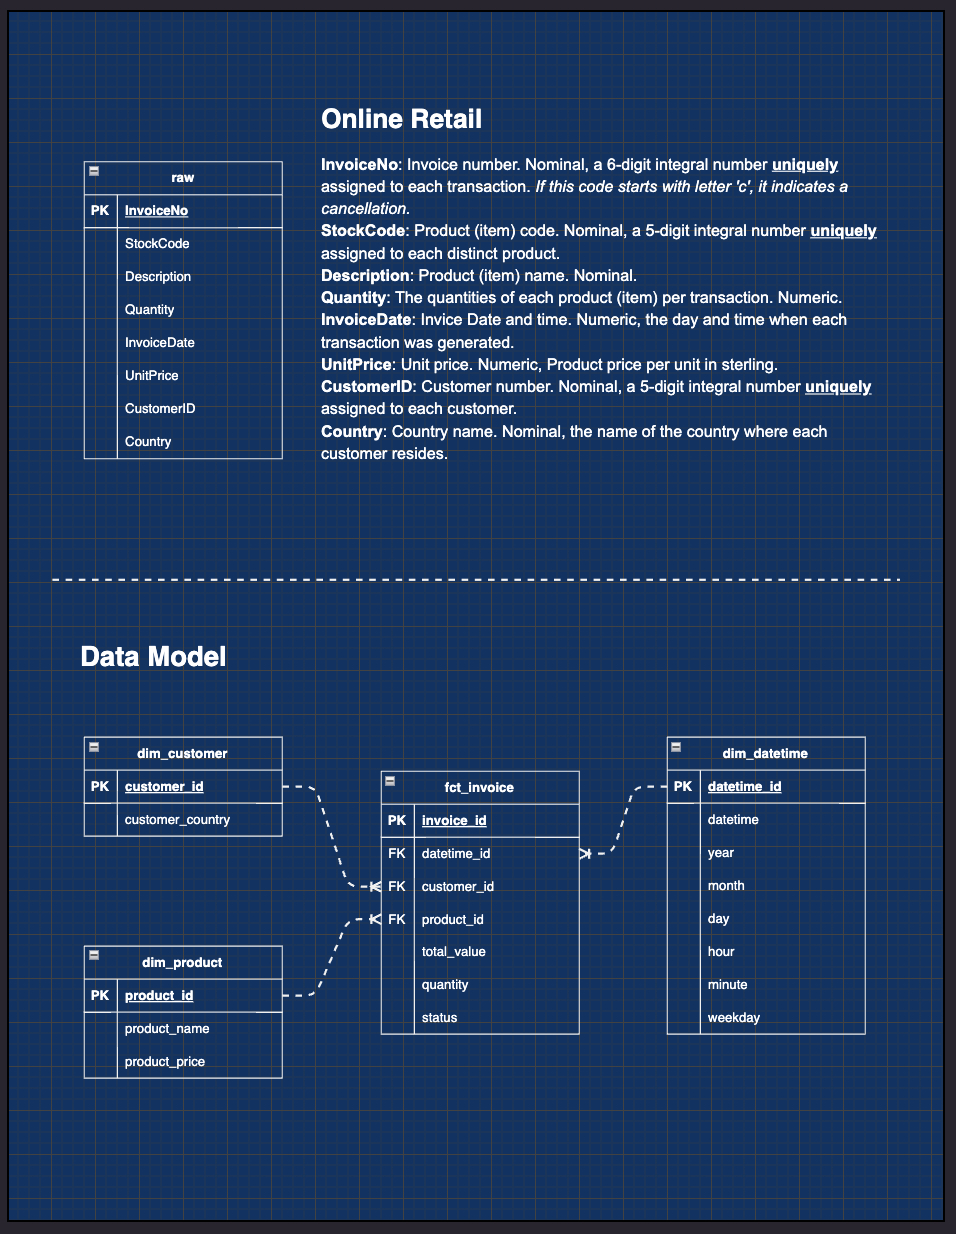 Online Retail
raw
PK InvoiceNo
StockCode
Description
Quantity
InvoiceDate
UnitPrice
CustomerID
Country
InvoiceNo: Invoice number. Nominal, a 6-digit integral number uniquely
assigned to each transaction. If this code starts with letter 'c', it indicates a
cancellation.
StockCode: Product (item) code. Nominal, a 5-digit integral number uniquely
assigned to each distinct product.
Description: Product (item) name. Nominal.
Quantity: The quantities of each product (item) per transaction. Numeric.
InvoiceDate: Invice Date and time. Numeric, the day and time when each
transaction was generated.
UnitPrice: Unit price. Numeric, Product price per unit in sterling.
CustomerID: Customer number. Nominal, a 5-digit integral number uniquely
assigned to each customer.
Country: Country name. Nominal, the name of the country where each
customer resides.
Data Model
dim_customer
PK customer_id
customer_country
dim_product
PK product_id
product_name
product_price
fct_invoice
PK invoice_id
FK datetime_id
FK customer_id
FK product_id
total_value
quantity
status
dim_datetime
PK datetime_id
datetime
year
month
day
hour
minute
weekday